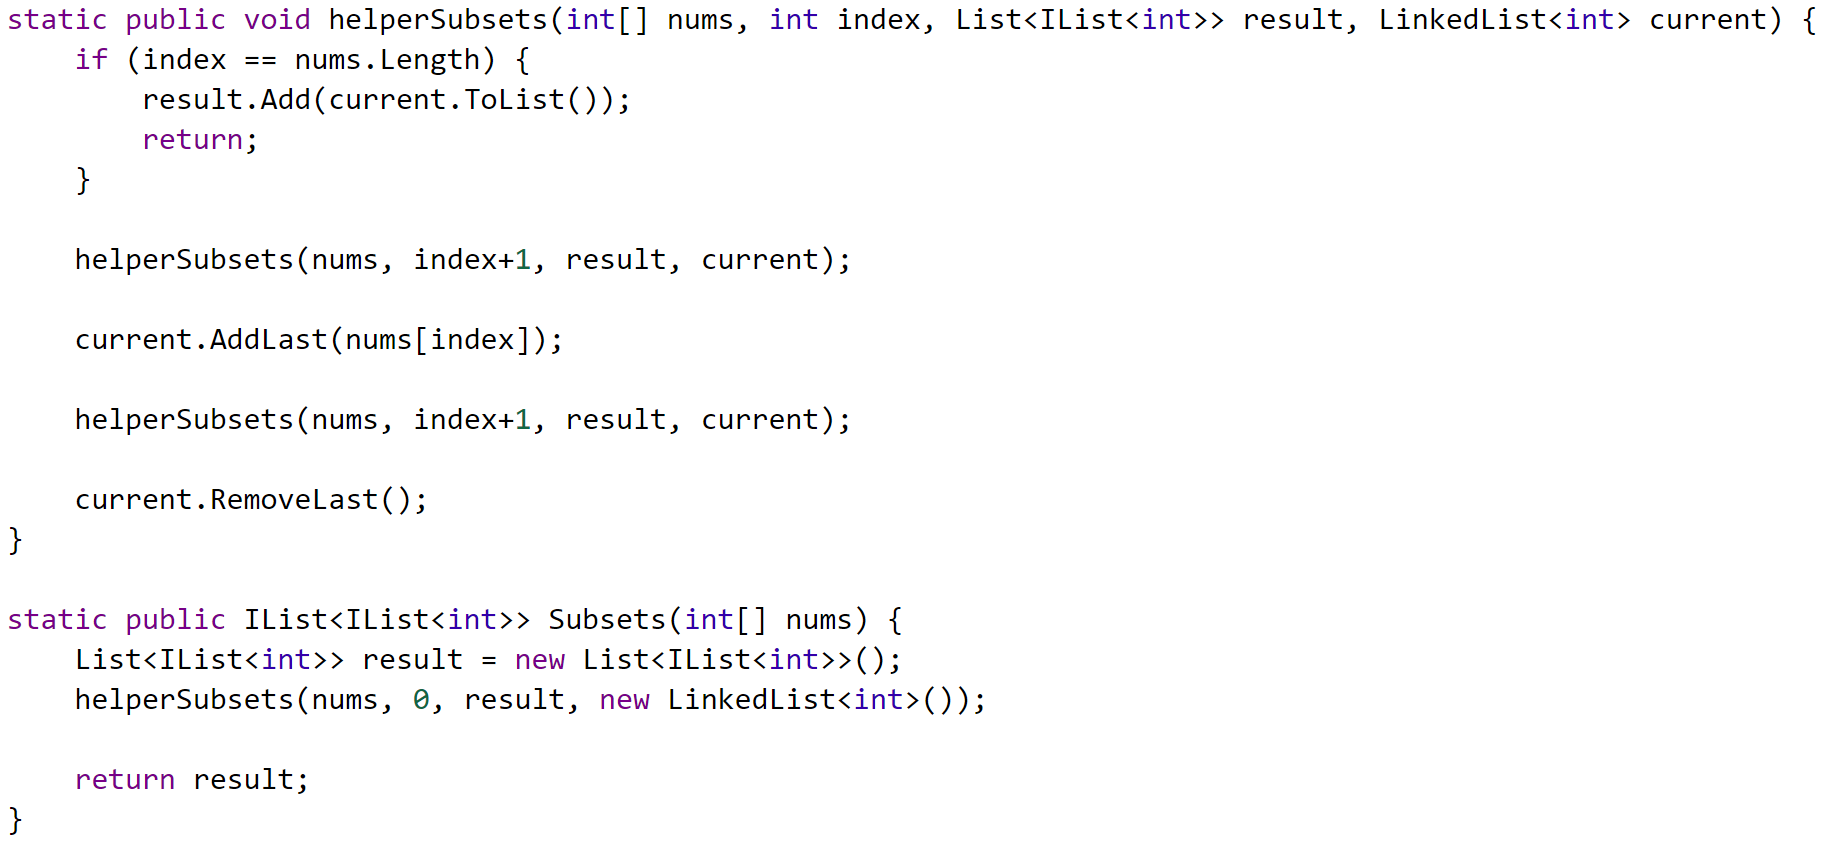 static public void helperSubsets(int[] nums, int index, List<IList<int>> result, LinkedList<int> current) {
    if (index == nums.Length) {
        result.Add(current.ToList());
        return;
    }

    helperSubsets(nums, index+1, result, current);

    current.AddLast(nums[index]);

    helperSubsets(nums, index+1, result, current);

    current.RemoveLast();
}

static public IList<IList<int>> Subsets(int[] nums) {
    List<IList<int>> result = new List<IList<int>>();
    helperSubsets(nums, 0, result, new LinkedList<int>());

    return result;
}